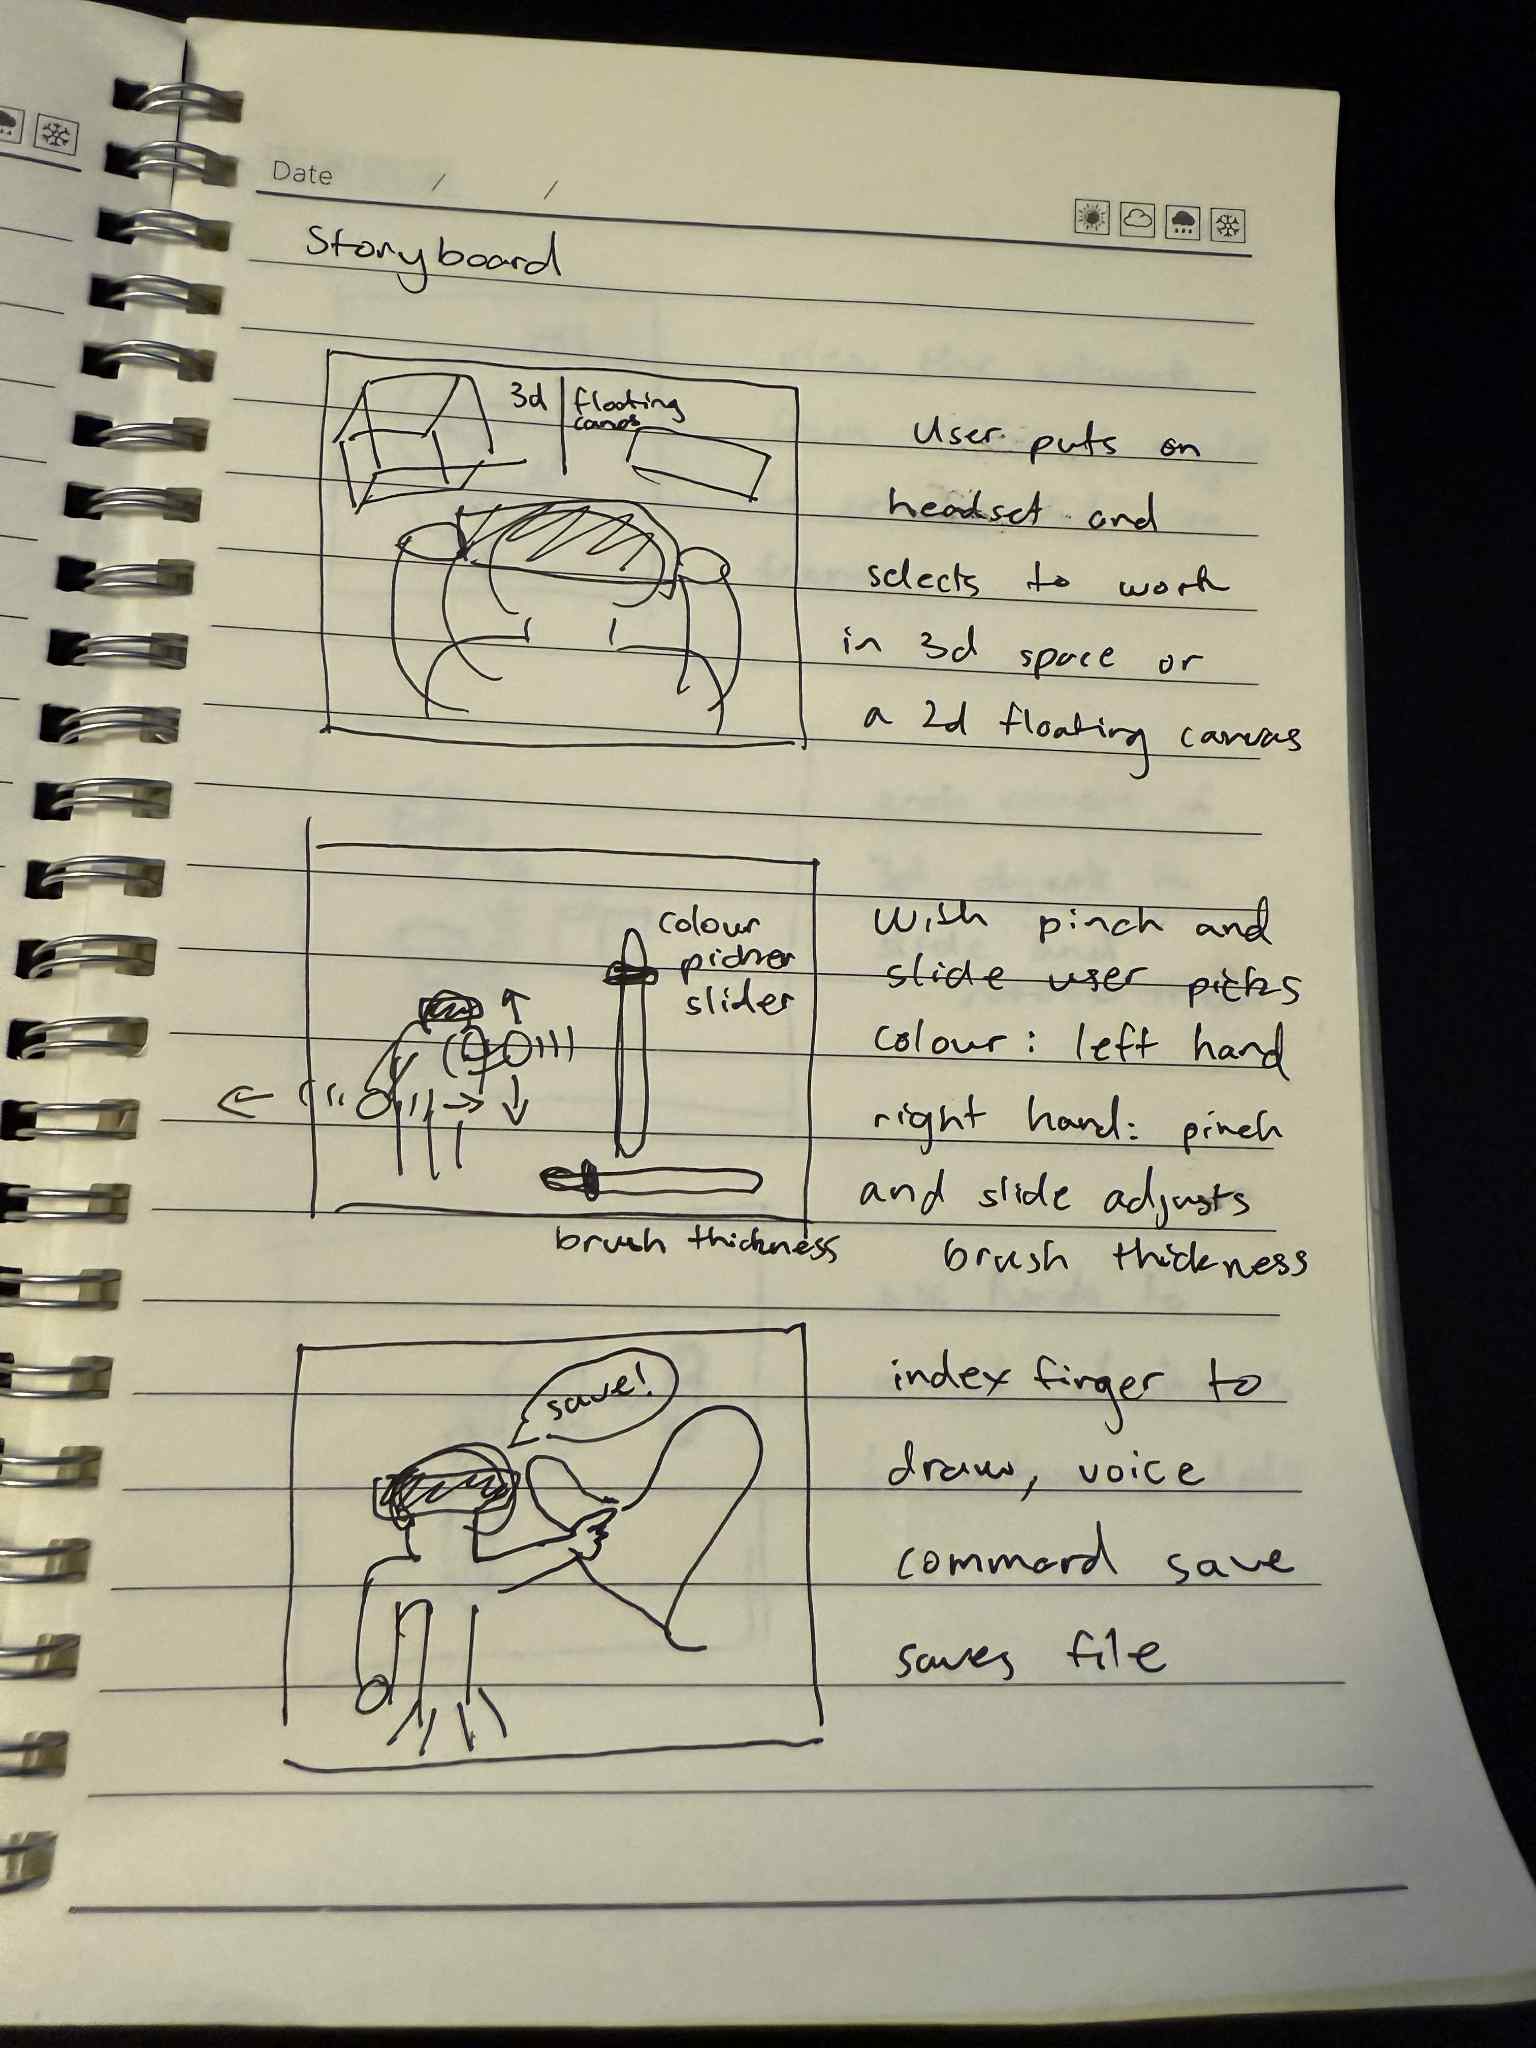 Date / /
Storyboard
3d floating
canvas
User puts on
headset and
selects to work
in 3d space or
a 2d floating canvas
colour
picker
slider
brush thickness
With pinch and
slide user picks
colour: left hand
right hand: pinch
and slide adjusts
brush thickness
save!
index finger to
draw, voice
command save
saves file